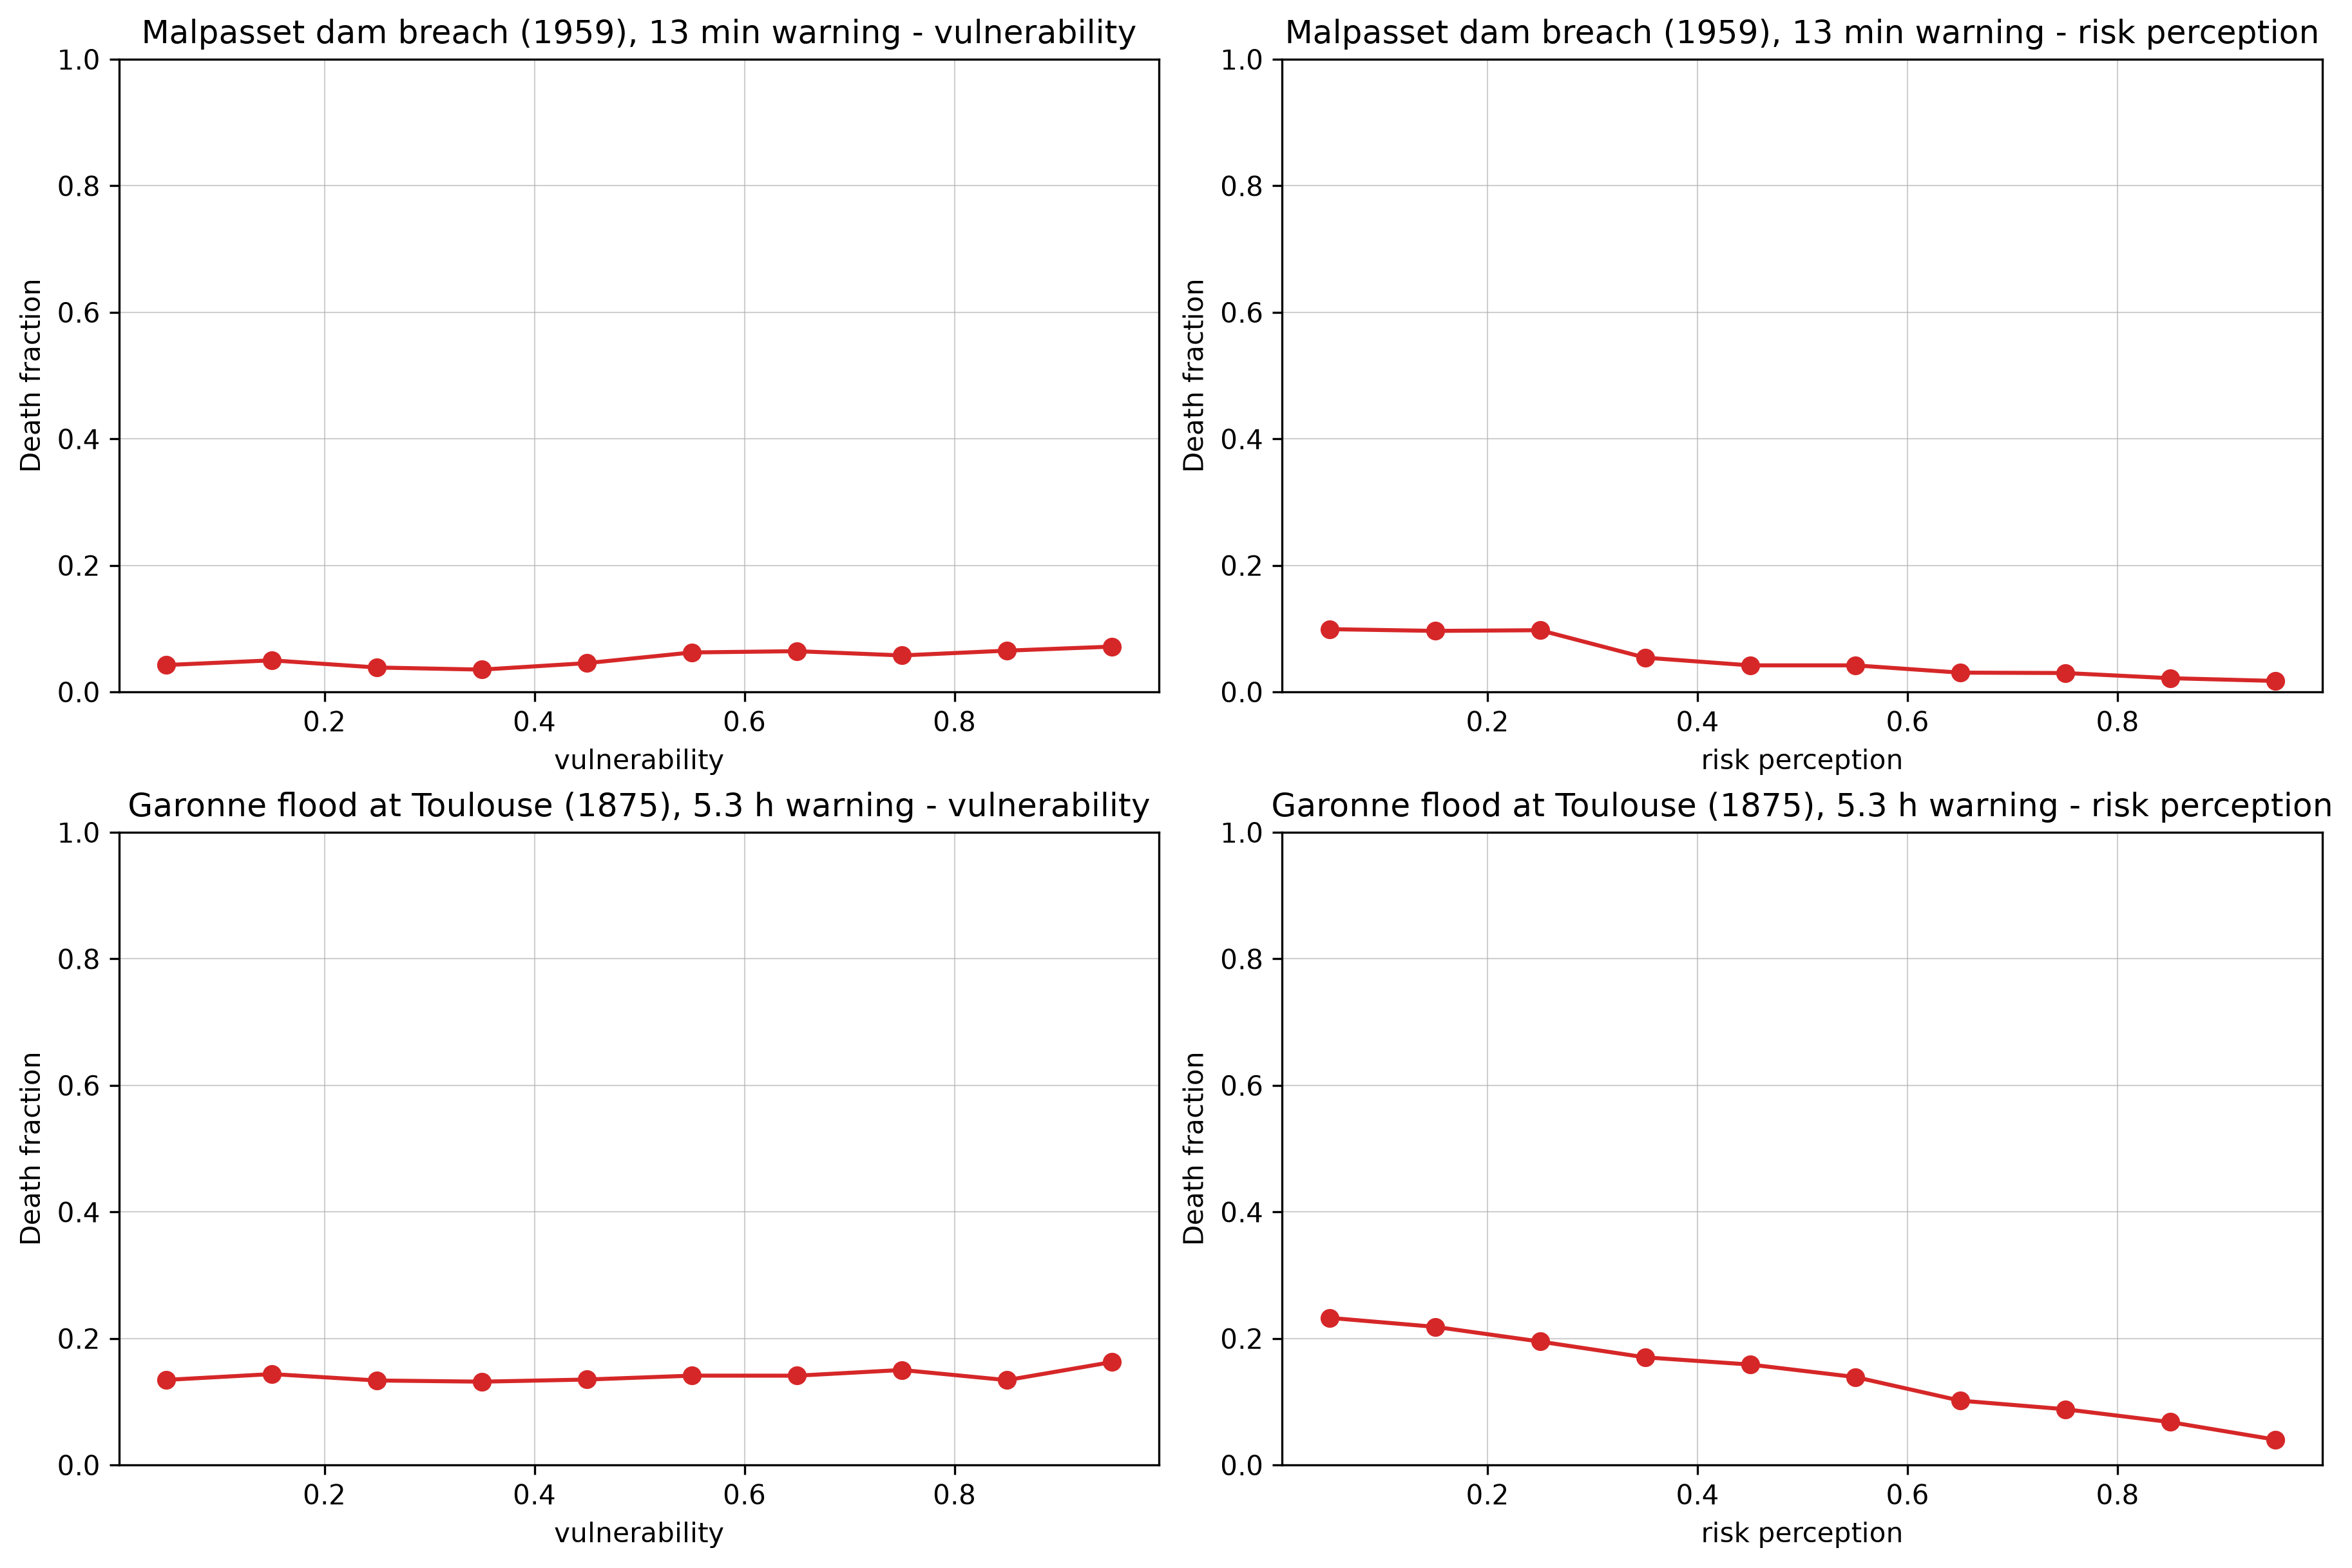 Malpasset dam breach (1959), 13 min warning - vulnerability
1.0
0.8
0.6
0.4
0.2
0.0
Death fraction
0.2 0.4 0.6 0.8
vulnerability
Malpasset dam breach (1959), 13 min warning - risk perception
1.0
0.8
0.6
0.4
0.2
0.0
Death fraction
0.2 0.4 0.6 0.8
risk perception
Garonne flood at Toulouse (1875), 5.3 h warning - vulnerability
1.0
0.8
0.6
0.4
0.2
0.0
Death fraction
0.2 0.4 0.6 0.8
vulnerability
Garonne flood at Toulouse (1875), 5.3 h warning - risk perception
1.0
0.8
0.6
0.4
0.2
0.0
Death fraction
0.2 0.4 0.6 0.8
risk perception